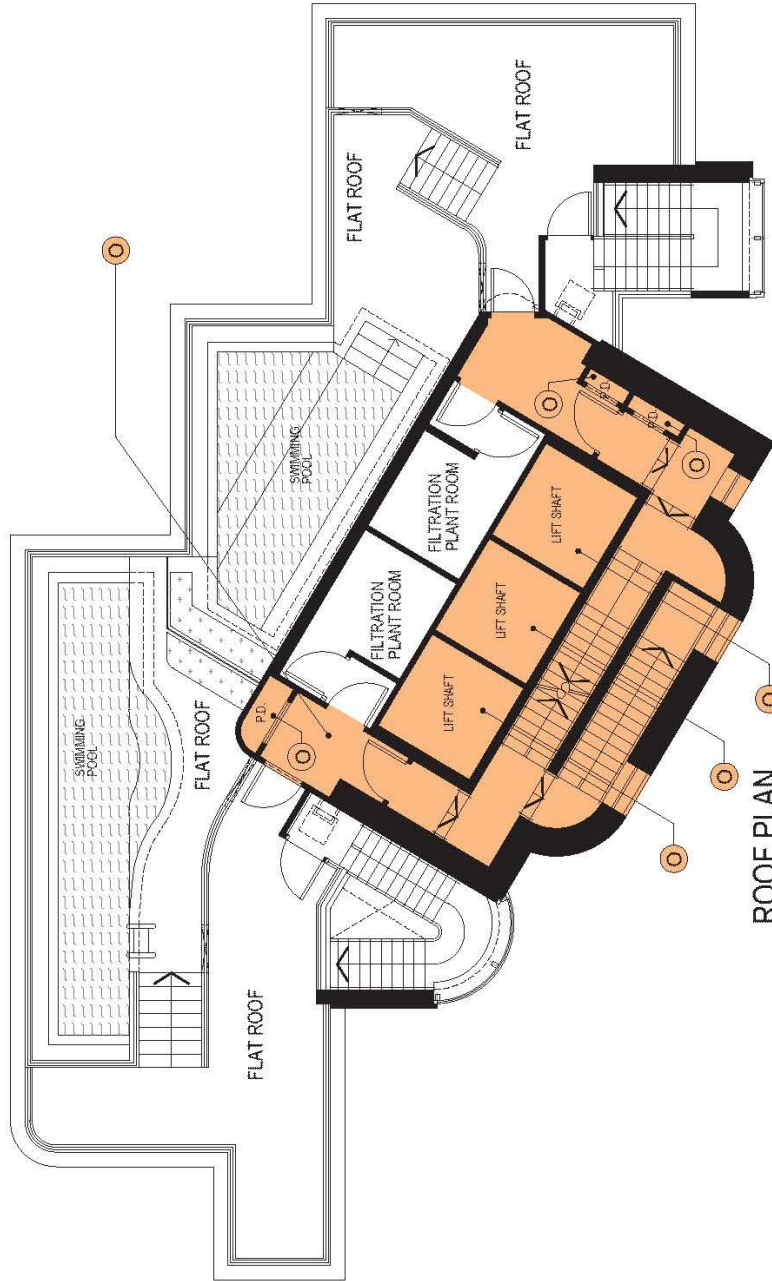 SWIMMING
POOL
O
FLAT ROOF
FLAT ROOF
P.D.
SWIMMING
POOL
O
FLAT ROOF
FILTRATION
PLANT ROOM
FILTRATION
PLANT ROOM
LIFT SHAFT
LIFT SHAFT
FLAT ROOF
O
LIFT SHAFT
O
O
O
O
ROOF PLAN